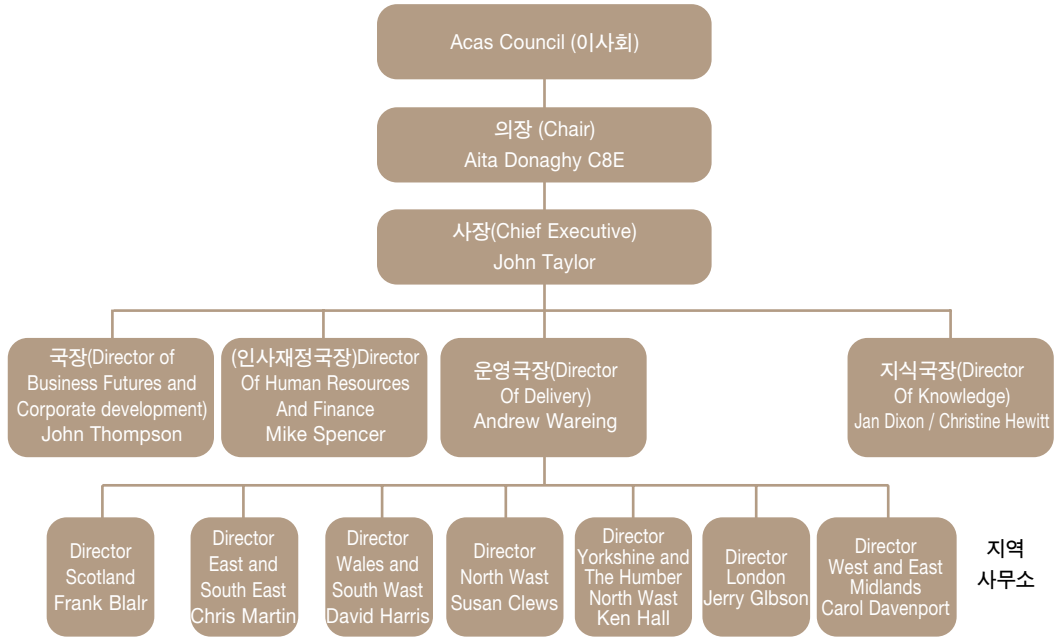 Acas Council (이사회)
의장 (Chair)
Aita Donaghy C8E
사장(Chief Executive)
John Taylor
국장(Director of
Business Futures and
Corporate development)
John Thompson
(인사재정국장)Director
Of Human Resources
And Finance
Mike Spencer
운영국장(Director
Of Delivery)
Andrew Wareing
지식국장(Director
Of Knowledge)
Jan Dixon / Christine Hewitt
Director
Scotland
Frank Blalr
Director
East and
South East
Chris Martin
Director
Wales and
South Wast
David Harris
Director
North Wast
Susan Clews
Director
Yorkshine and
The Humber
North Wast
Ken Hall
Director
London
Jerry Glbson
Director
West and East
Midlands
Carol Davenport
지역
사무소